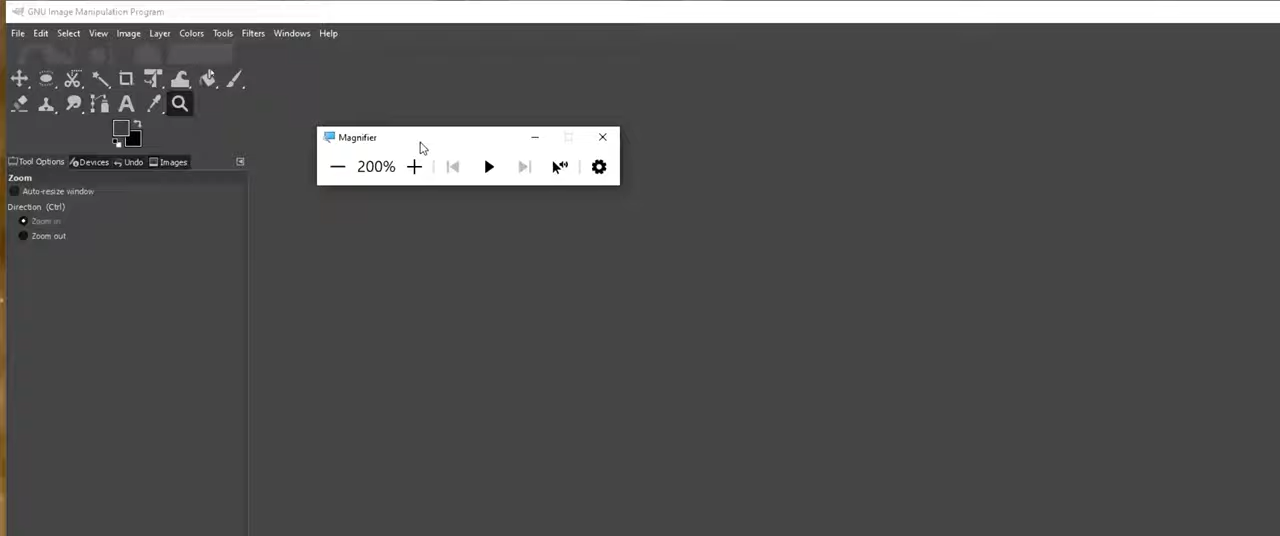 GNU Image Manipulation Program
File Edit Select View Image Layer Colors Tools Filters Windows Help
Magnifier
200%
Tool Options Devices Undo Images
Zoom
Auto-resize window
Direction (Ctrl)
Zoom in
Zoom out